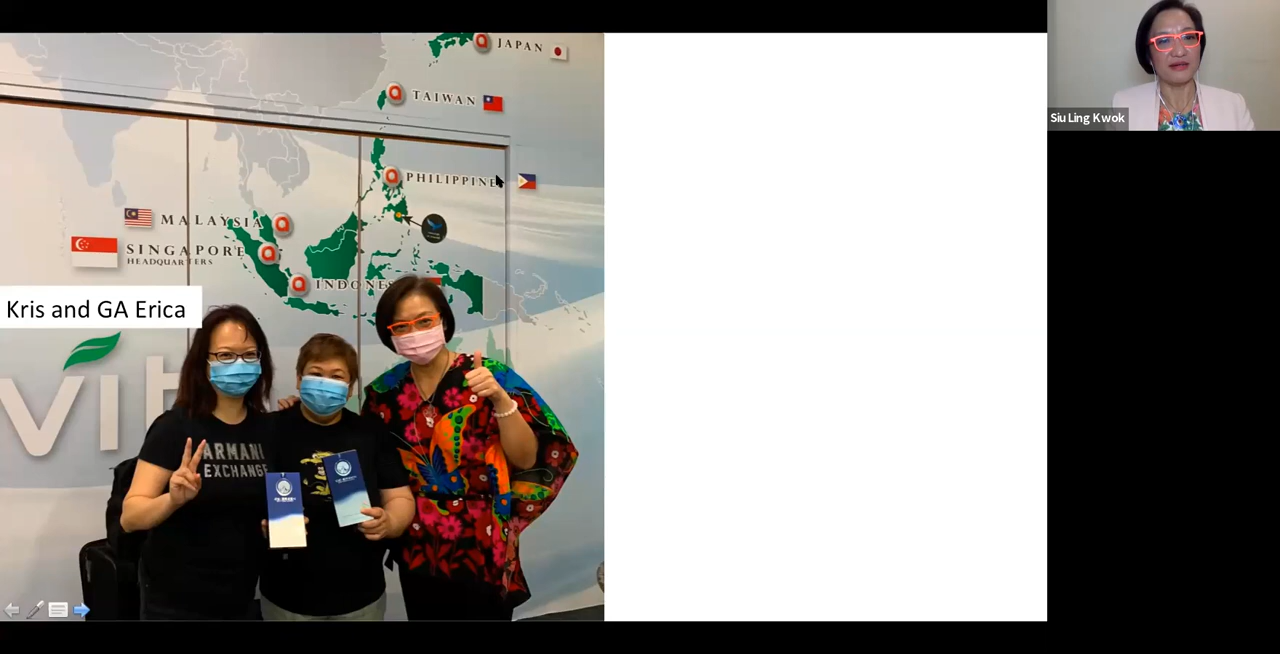 JAPAN
TAIWAN
PHILIPPINE
MALAYSIA
SINGAPORE
HEADQUARTERS
INDONES
Kris and GA Erica
vit
ARMANI
EXCHANGE
Siu Ling Kwok